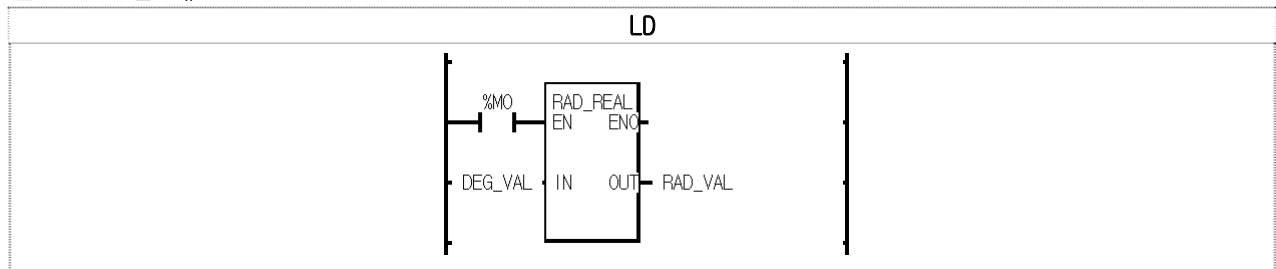 LD
%M0 RAD_REAL
EN ENO
DEG_VAL IN OUT RAD_VAL